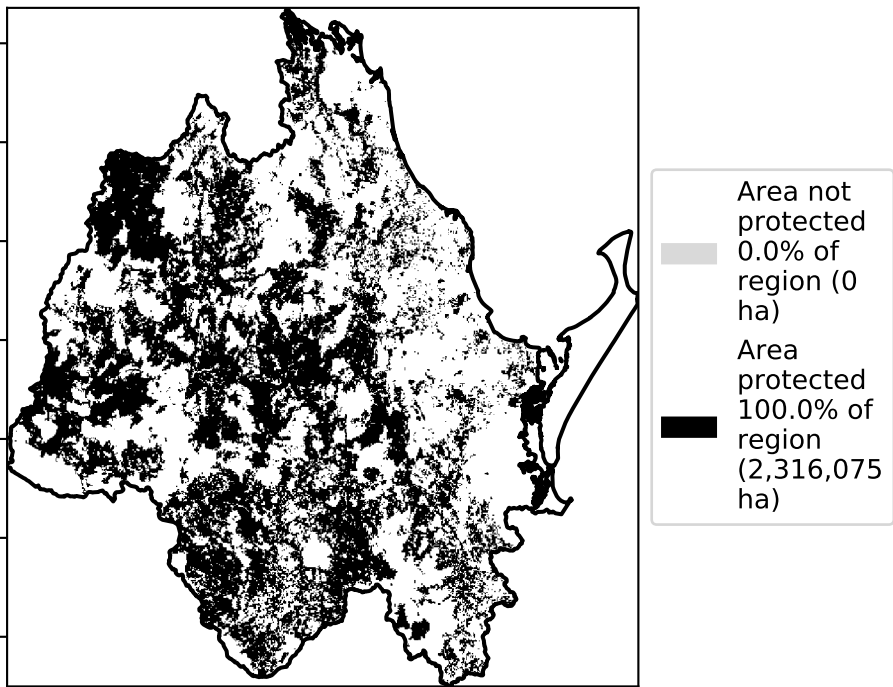 Area not
protected
0.0% of
region (0
ha)
Area
protected
100.0% of
region
(2,316,075
ha)